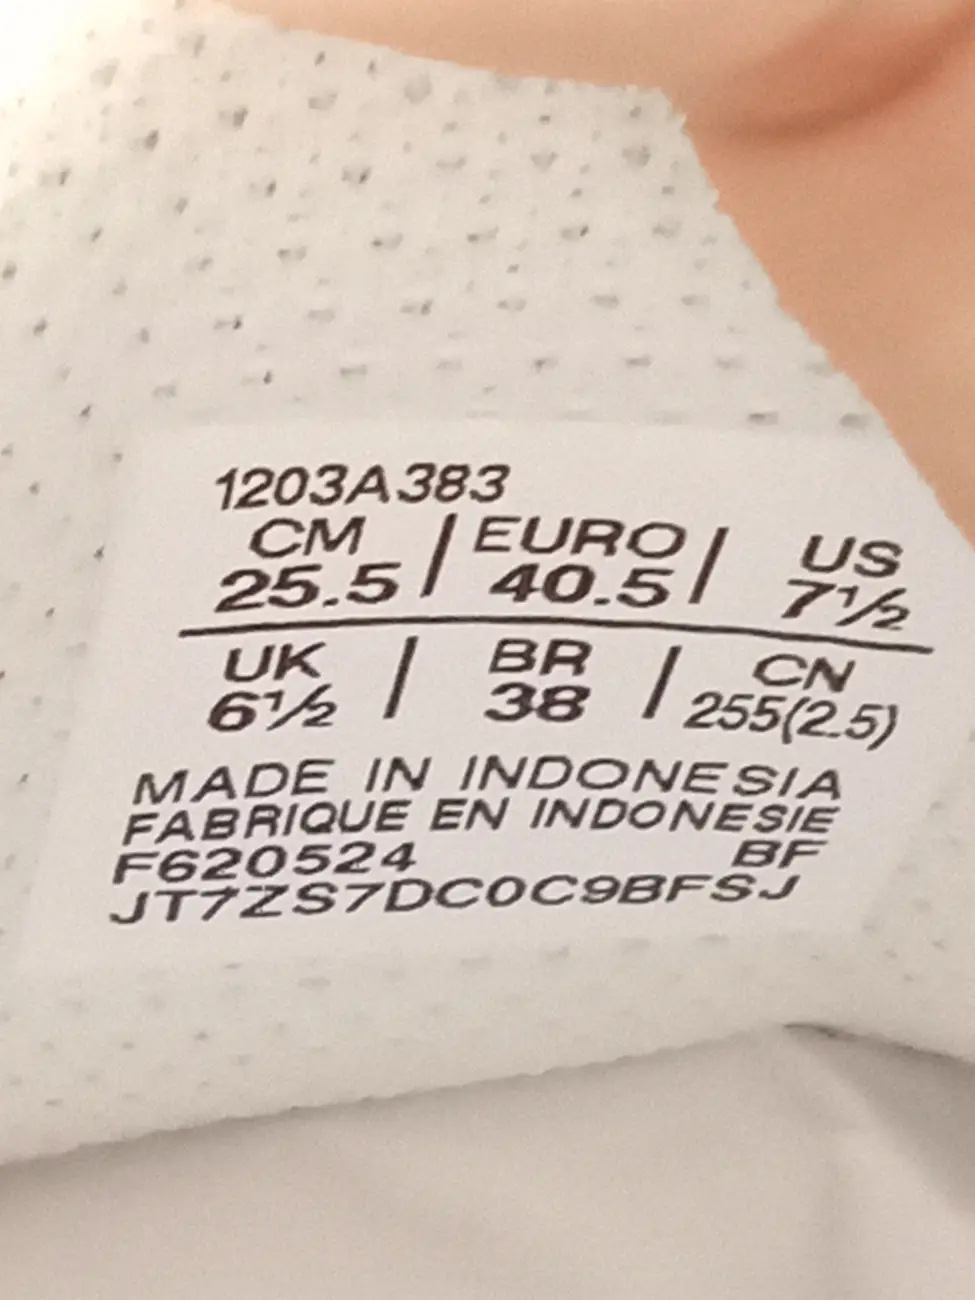 1203A383
CM | EURO | US
25.5 | 40.5 | 7½
UK | BR | CN
6½ | 38 | 255(2.5)
MADE IN INDONESIA
FABRIQUE EN INDONESIE
F620524 BF
JT7ZS7DC0C9BFSJ